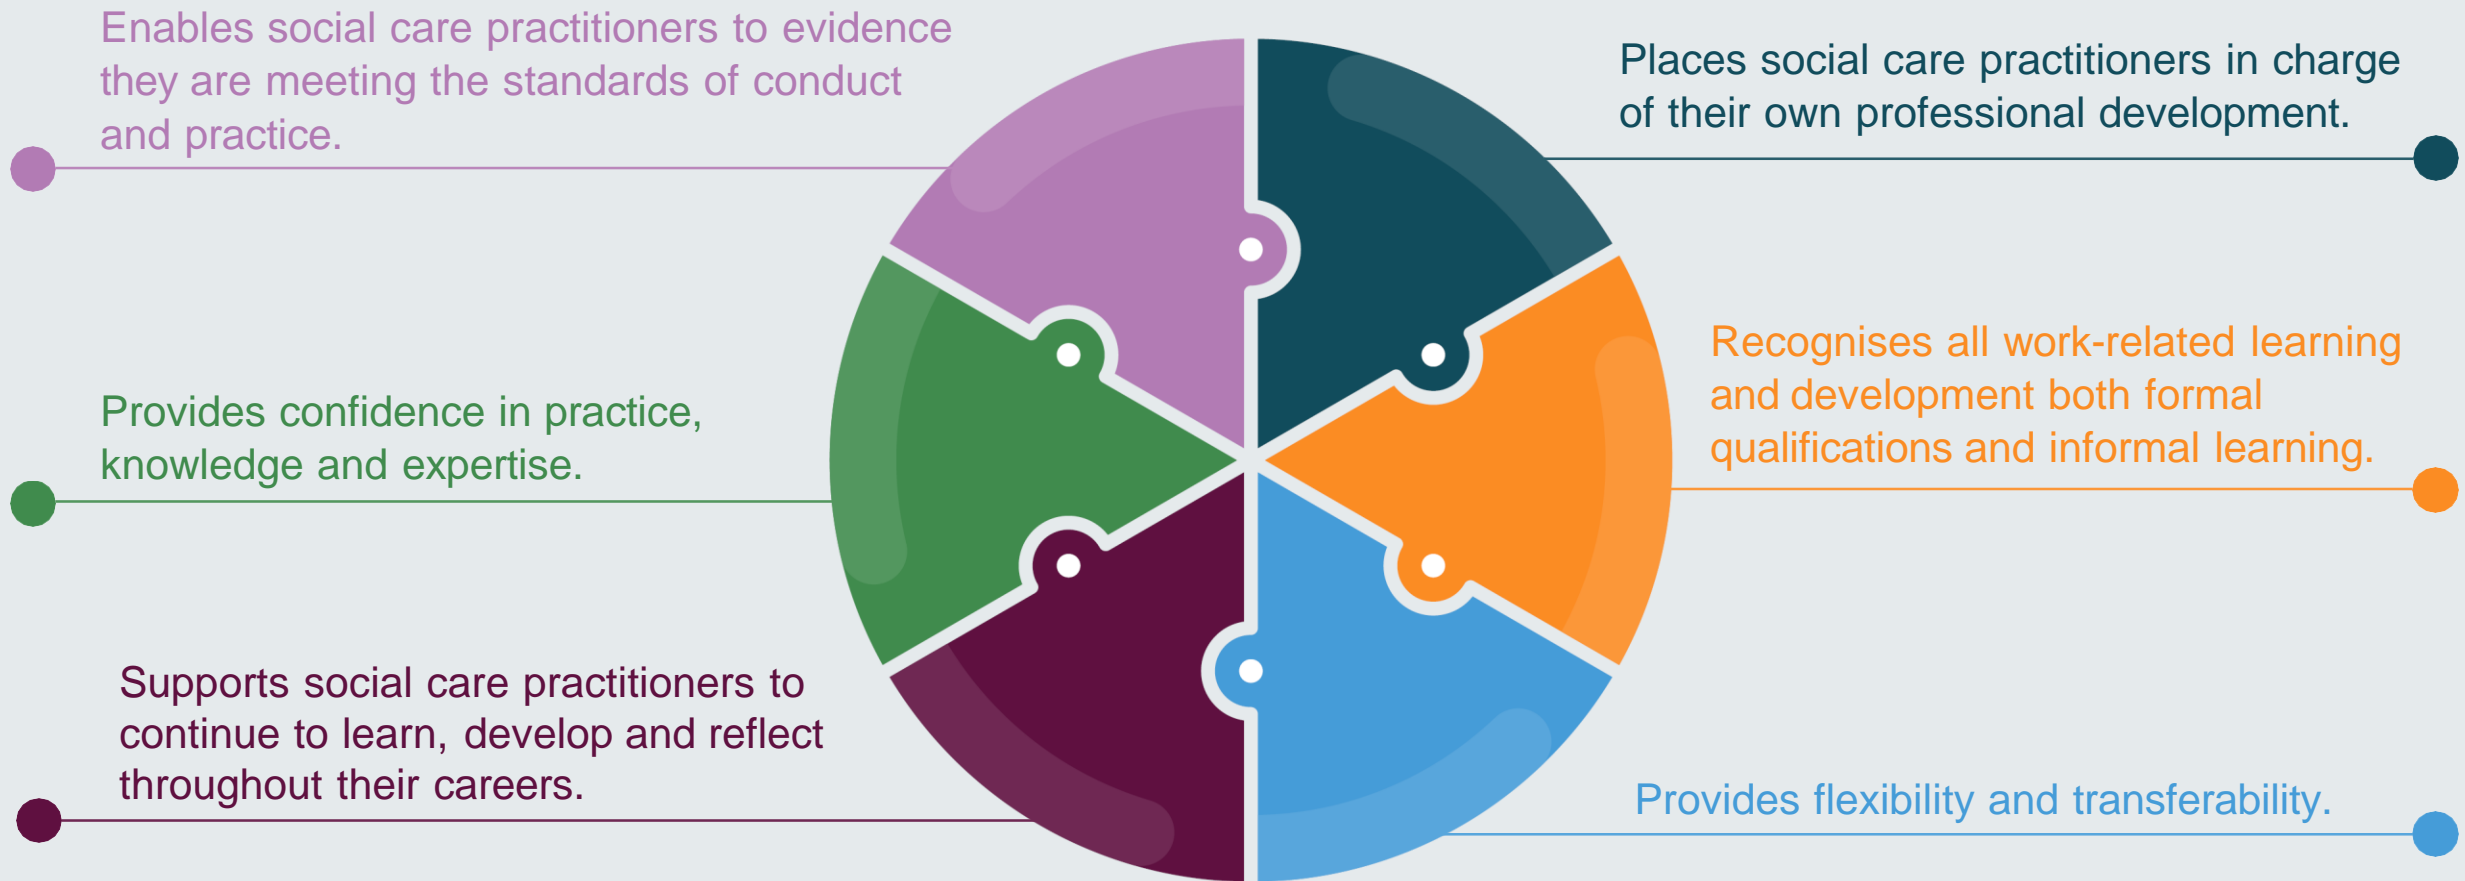 Enables social care practitioners to evidence
they are meeting the standards of conduct
and practice.
Places social care practitioners in charge
of their own professional development.
Provides confidence in practice,
knowledge and expertise.
Recognises all work-related learning
and development both formal
qualifications and informal learning.
Supports social care practitioners to
continue to learn, develop and reflect
throughout their careers.
Provides flexibility and transferability.